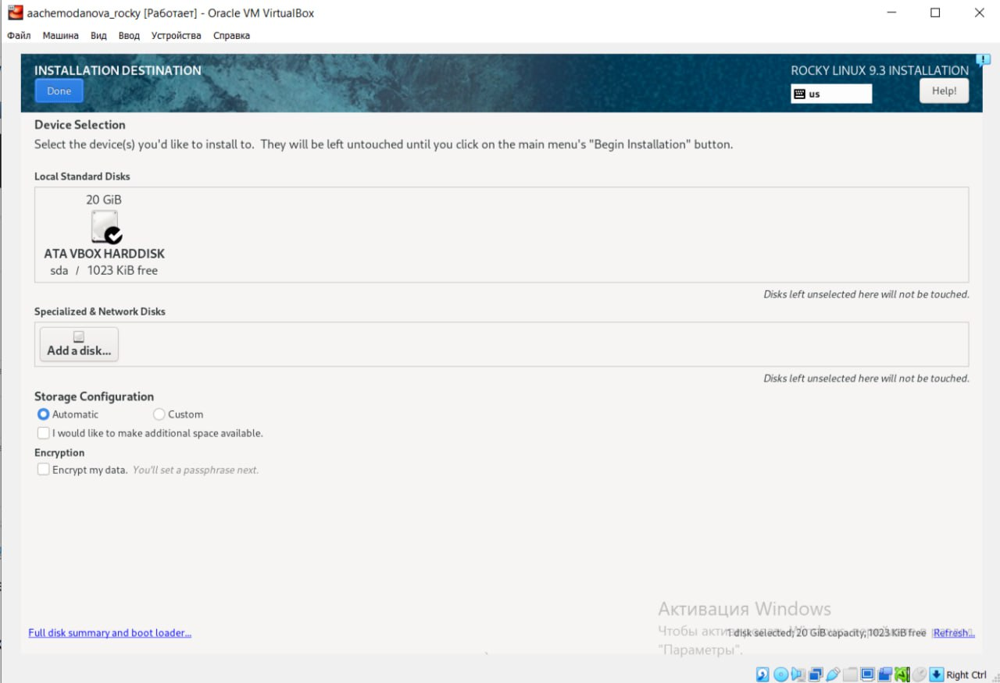 aachemodanova_rocky [Работает] - Oracle VM VirtualBox
Файл Машина Вид Ввод Устройства Справка
INSTALLATION DESTINATION
ROCKY LINUX 9.3 INSTALLATION
Done
us
Help!
Device Selection
Select the device(s) you'd like to install to. They will be left untouched until you click on the main menu's "Begin Installation" button.
Local Standard Disks
20 GiB
ATA VBOX HARDDISK
sda / 1023 KiB free
Disks left unselected here will not be touched.
Specialized & Network Disks
Add a disk...
Disks left unselected here will not be touched.
Storage Configuration
Automatic Custom
I would like to make additional space available.
Encryption
Encrypt my data. You'll set a passphrase next.
Активация Windows
Чтобы
"Параметры".
Full disk summary and boot loader...
1 disk selected; 20 GiB capacity; 1023 KiB free Refresh...
Right Ctrl